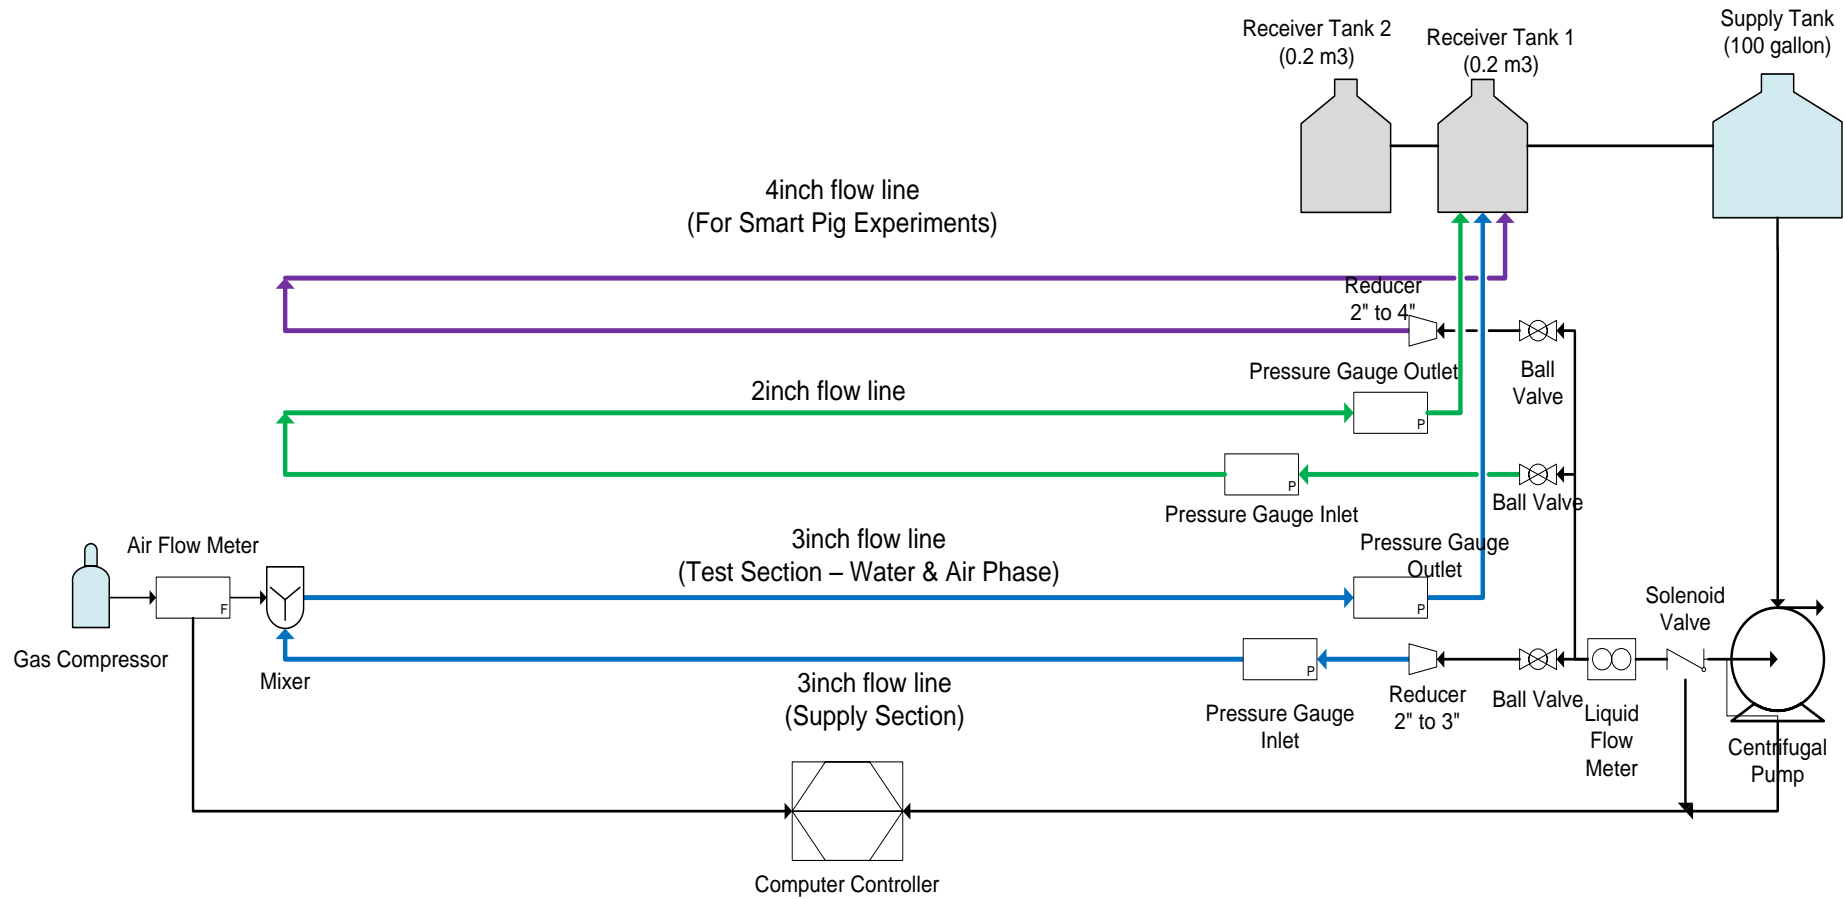 Receiver Tank 2
(0.2 m3)
Receiver Tank 1
(0.2 m3)
Supply Tank
(100 gallon)
4inch flow line
(For Smart Pig Experiments)
Reducer
2" to 4"
Ball
Valve
Pressure Gauge Outlet
P
2inch flow line
P
Ball Valve
Pressure Gauge Inlet
Air Flow Meter
F
3inch flow line
(Test Section – Water & Air Phase)
Pressure Gauge
Outlet
P
Solenoid
Valve
Gas Compressor
Mixer
3inch flow line
(Supply Section)
P
Pressure Gauge
Inlet
Reducer
2" to 3"
Ball Valve
Liquid
Flow
Meter
Centrifugal
Pump
Computer Controller